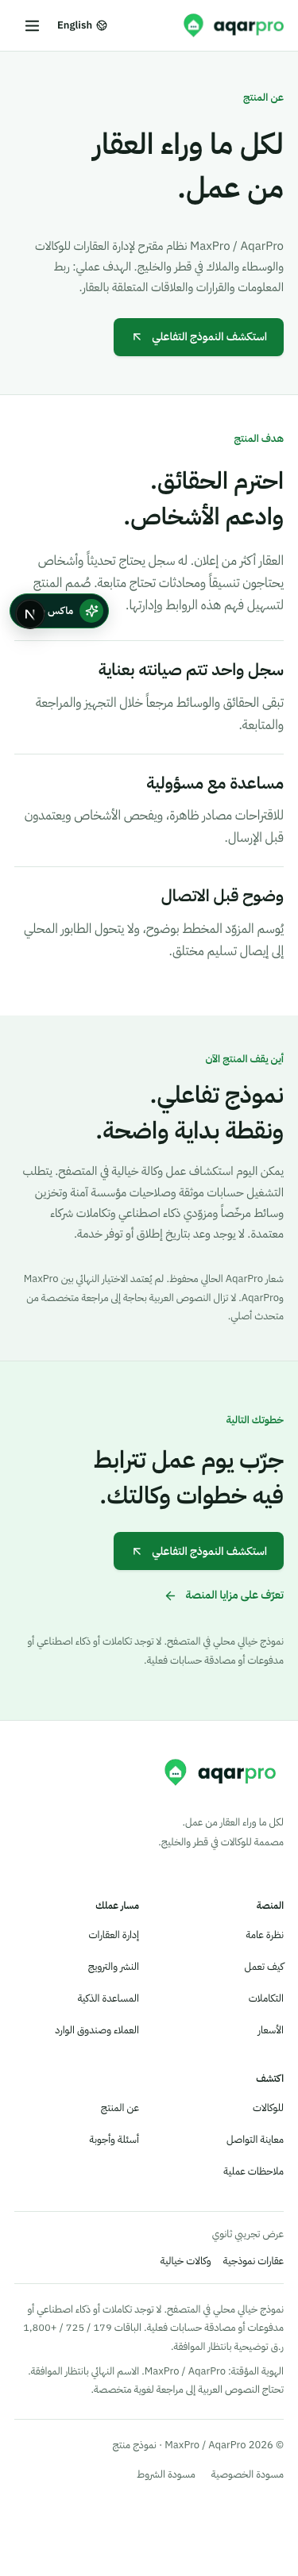 aqarpro
English
عن المنتج
لكل ما وراء العقار
من عمل.
MaxPro / AqarPro نظام مقترح لإدارة العقارات للوكالات
والوسطاء والملاك في قطر والخليج. الهدف عملي: ربط
المعلومات والقرارات والعلاقات المتعلقة بالعقار.
استكشف النموذج التفاعلي
هدف المنتج
احترم الحقائق.
وادعم الأشخاص.
العقار أكثر من إعلان. له سجل يحتاج تحديثاً وأشخاص
يحتاجون تنسيقاً ومحادثات تحتاج متابعة. صُمم المنتج
لتسهيل فهم هذه الروابط وإدارتها.
ماكس
N
سجل واحد تتم صيانته بعناية
تبقى الحقائق والوسائط مرجعاً خلال التجهيز والمراجعة
والمتابعة.
مساعدة مع مسؤولية
للاقتراحات مصادر ظاهرة، ويفحص الأشخاص ويعتمدون
قبل الإرسال.
وضوح قبل الاتصال
يُوسم المزوّد المخطط بوضوح، ولا يتحول الطابور المحلي
إلى إيصال تسليم مختلق.
أين يقف المنتج الآن
نموذج تفاعلي.
ونقطة بداية واضحة.
يمكن اليوم استكشاف عمل وكالة خيالية في المتصفح. يتطلب
التشغيل حسابات موثقة وصلاحيات مؤسسة آمنة وتخزين
وسائط مرخّصاً ومزوّدي ذكاء اصطناعي وتكاملات شركاء
معتمدة. لا يوجد وعد بتاريخ إطلاق أو توفر خدمة.
شعار AqarPro الحالي محفوظ. لم يُعتمد الاختيار النهائي بين MaxPro
وAqarPro. لا تزال النصوص العربية بحاجة إلى مراجعة متخصصة من
متحدث أصلي.
خطوتك التالية
جرّب يوم عمل تترابط
فيه خطوات وكالتك.
استكشف النموذج التفاعلي
تعرّف على مزايا المنصة
نموذج خيالي محلي في المتصفح. لا توجد تكاملات أو ذكاء اصطناعي أو
مدفوعات أو مصادقة حسابات فعلية.
aqarpro
لكل ما وراء العقار من عمل.
مصممة للوكالات في قطر والخليج.
المنصة
نظرة عامة
كيف تعمل
التكاملات
الأسعار
مسار عملك
إدارة العقارات
النشر والترويج
المساعدة الذكية
العملاء وصندوق الوارد
اكتشف
للوكالات
عن المنتج
معاينة التواصل
أسئلة وأجوبة
ملاحظات عملية
عرض تجريبي ثانوي
عقارات نموذجية
وكالات خيالية
نموذج خيالي محلي في المتصفح. لا توجد تكاملات أو ذكاء اصطناعي أو
مدفوعات أو مصادقة حسابات فعلية. الباقات 179 / 725 / +1,800
ر.ق توضيحية بانتظار الموافقة.
الهوية المؤقتة: MaxPro / AqarPro. الاسم النهائي بانتظار الموافقة.
تحتاج النصوص العربية إلى مراجعة لغوية متخصصة.
© 2026 MaxPro / AqarPro · نموذج منتج
مسودة الخصوصية
مسودة الشروط